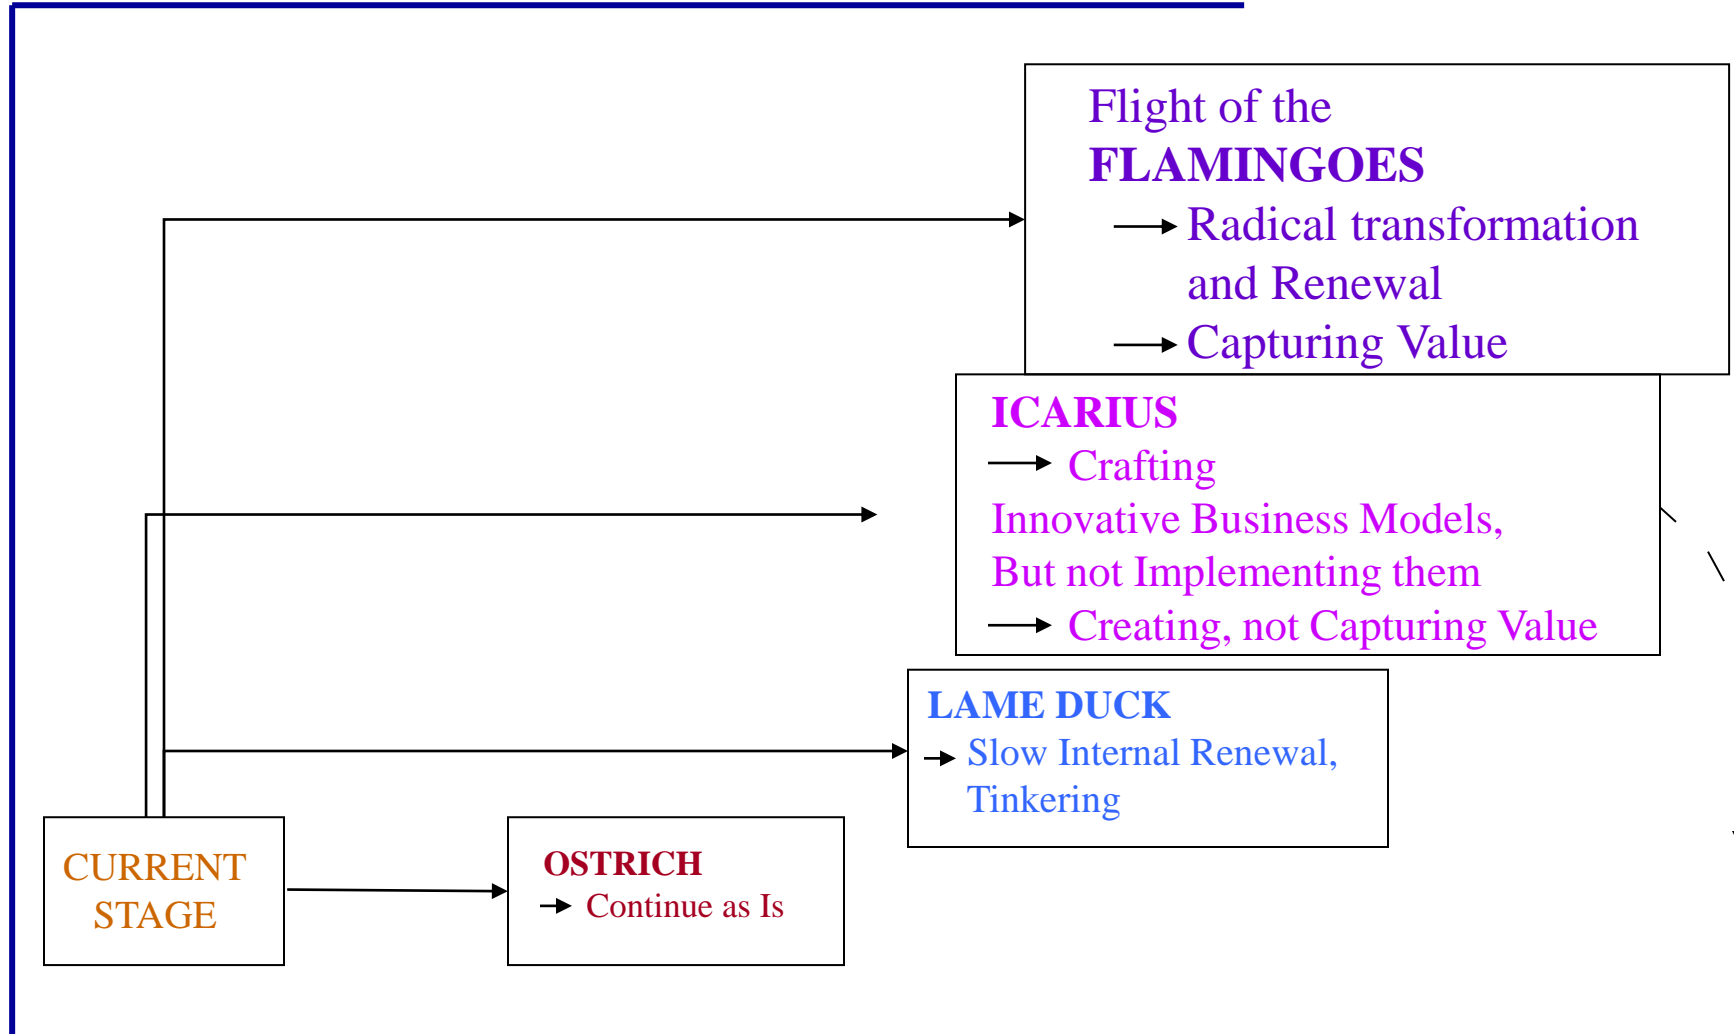 Flight of the
FLAMINGOES
Radical transformation
and Renewal
Capturing Value
ICARIUS
Crafting
Innovative Business Models,
But not Implementing them
Creating, not Capturing Value
LAME DUCK
Slow Internal Renewal,
Tinkering
CURRENT
STAGE
OSTRICH
Continue as Is